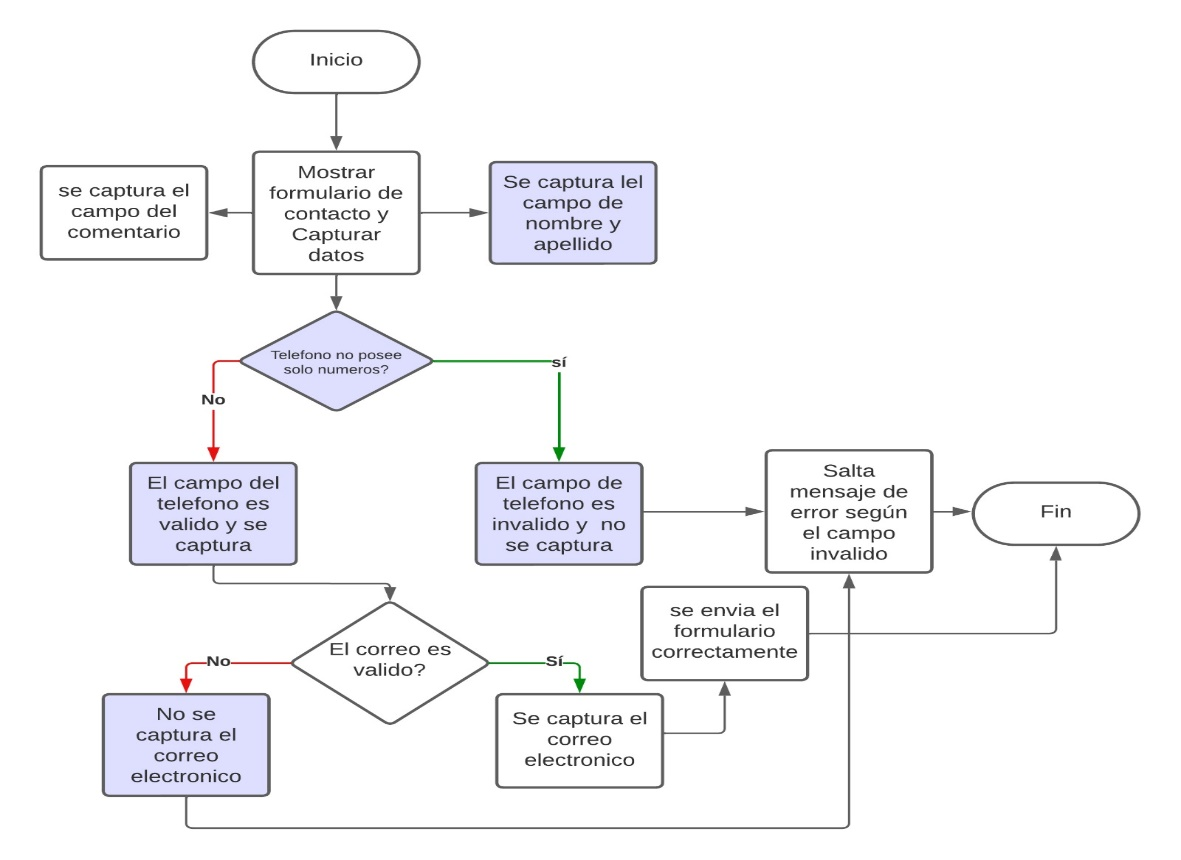 Inicio
se captura el
campo del
comentario
Mostrar
formulario de
contacto y
Capturar
datos
Se captura lel
campo de
nombre y
apellido
Telefono no posee
solo numeros?
No
sí
El campo del
telefono es
valido y se
captura
El campo de
telefono es
invalido y no
se captura
Salta
mensaje de
error según
el campo
invalido
Fin
se envia el
formulario
correctamente
El correo es
valido?
No
Sí
No se
captura el
correo
electronico
Se captura el
correo
electronico